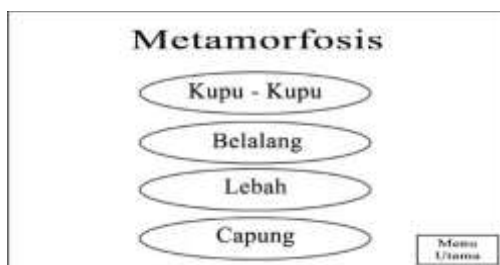 Metamorfosis
Kupu - Kupu
Belalang
Lebah
Capung
Menu
Utama